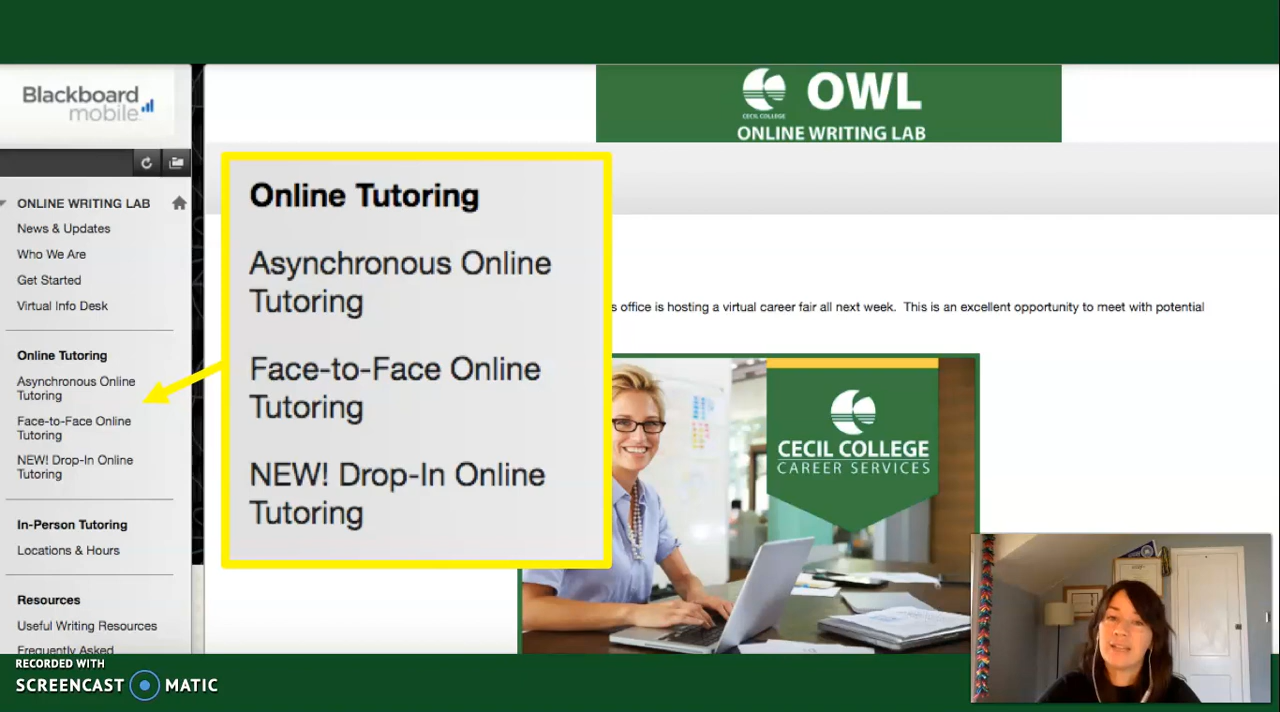 Blackboard
mobile
ONLINE WRITING LAB
News & Updates
Who We Are
Get Started
Virtual Info Desk
Online Tutoring
Asynchronous Online
Tutoring
Face-to-Face Online
Tutoring
NEW! Drop-In Online
Tutoring
In-Person Tutoring
Locations & Hours
Resources
Useful Writing Resources
Frequently Asked
RECORDED WITH
SCREENCAST MATIC
CECIL COLLEGE
OWL
ONLINE WRITING LAB
Online Tutoring
Asynchronous Online
Tutoring
Face-to-Face Online
Tutoring
NEW! Drop-In Online
Tutoring
office is hosting a virtual career fair all next week. This is an excellent opportunity to meet with potential
CECIL COLLEGE
CAREER SERVICES